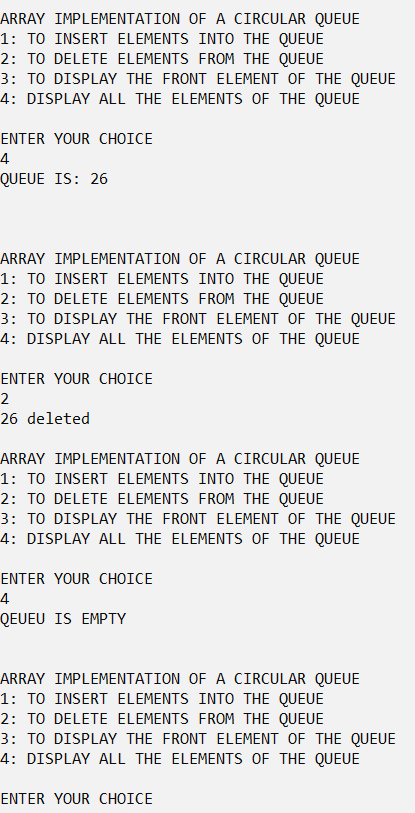 ARRAY IMPLEMENTATION OF A CIRCULAR QUEUE
1: TO INSERT ELEMENTS INTO THE QUEUE
2: TO DELETE ELEMENTS FROM THE QUEUE
3: TO DISPLAY THE FRONT ELEMENT OF THE QUEUE
4: DISPLAY ALL THE ELEMENTS OF THE QUEUE
ENTER YOUR CHOICE
4
QUEUE IS: 26
ARRAY IMPLEMENTATION OF A CIRCULAR QUEUE
1: TO INSERT ELEMENTS INTO THE QUEUE
2: TO DELETE ELEMENTS FROM THE QUEUE
3: TO DISPLAY THE FRONT ELEMENT OF THE QUEUE
4: DISPLAY ALL THE ELEMENTS OF THE QUEUE
ENTER YOUR CHOICE
2
26 deleted
ARRAY IMPLEMENTATION OF A CIRCULAR QUEUE
1: TO INSERT ELEMENTS INTO THE QUEUE
2: TO DELETE ELEMENTS FROM THE QUEUE
3: TO DISPLAY THE FRONT ELEMENT OF THE QUEUE
4: DISPLAY ALL THE ELEMENTS OF THE QUEUE
ENTER YOUR CHOICE
4
QEUEU IS EMPTY
ARRAY IMPLEMENTATION OF A CIRCULAR QUEUE
1: TO INSERT ELEMENTS INTO THE QUEUE
2: TO DELETE ELEMENTS FROM THE QUEUE
3: TO DISPLAY THE FRONT ELEMENT OF THE QUEUE
4: DISPLAY ALL THE ELEMENTS OF THE QUEUE
ENTER YOUR CHOICE